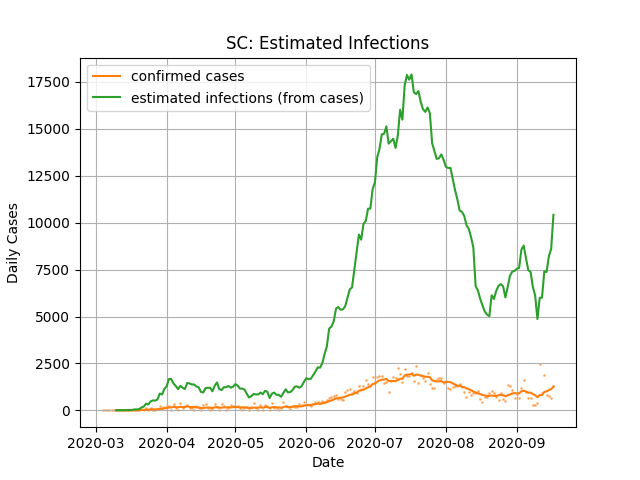 SC: Estimated Infections
confirmed cases
estimated infections (from cases)
Daily Cases
17500
15000
12500
10000
7500
5000
2500
0
2020-03 2020-04 2020-05 2020-06 2020-07 2020-08 2020-09
Date